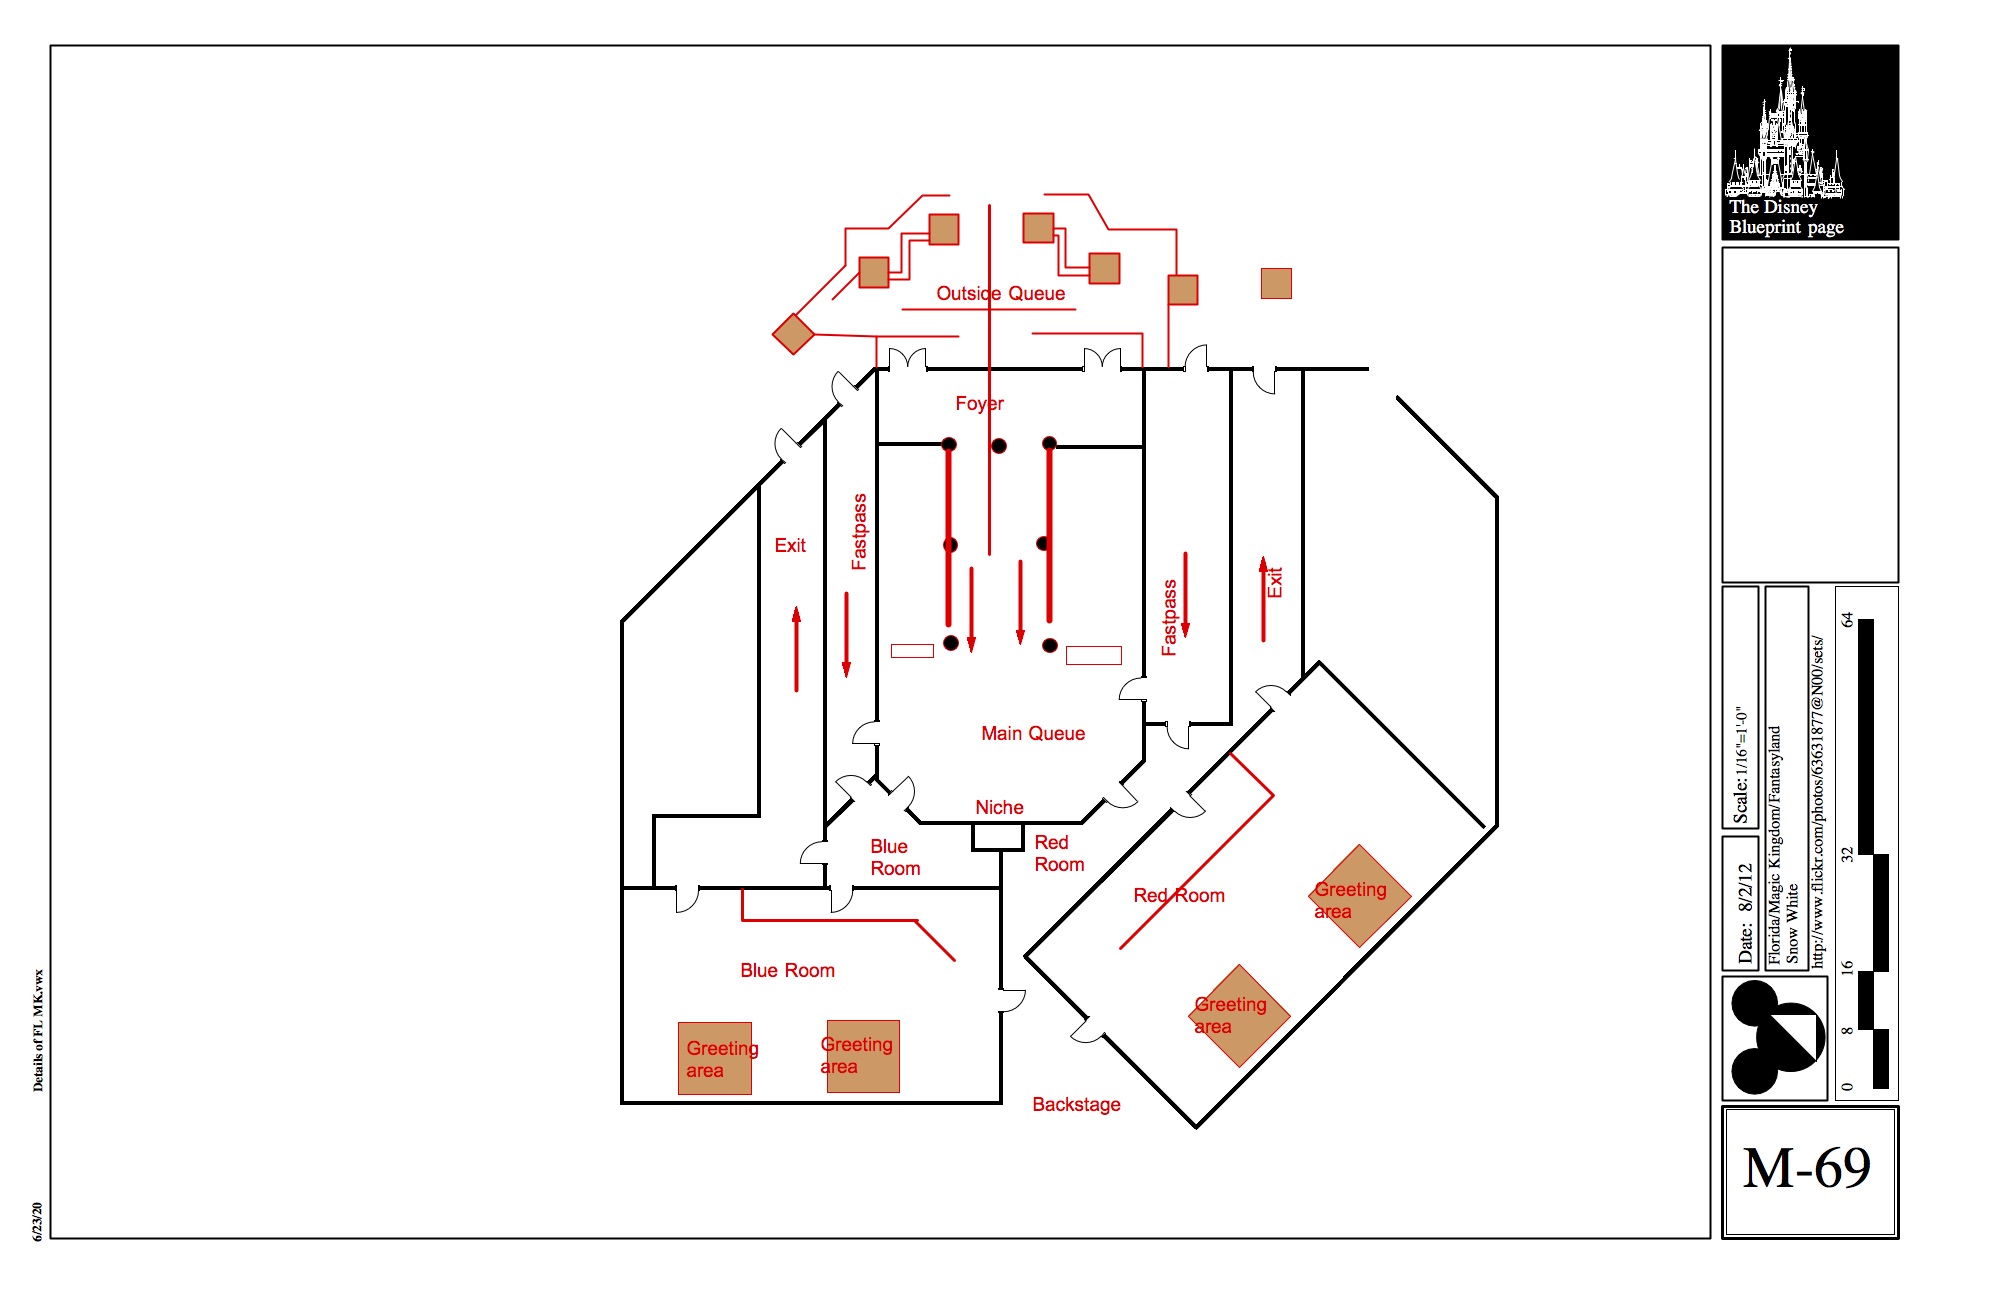 The Disney
Blueprint page
Outside Queue
Foyer
Exit
Fastpass
Fastpass
Exit
Main Queue
Niche
Blue
Room
Red
Room
Red Room
Greeting
area
Blue Room
Greeting
area
Greeting
area
Greeting
area
Backstage
Scale: 1/16"=1'-0"
Date: 8/2/12
Florida/Magic Kingdom/Fantasyland
Snow White
http://www.flickr.com/photos/63631877@N00/sets/
0 8 16 32 64
M-69
Details of FL MK.vwx
6/23/20